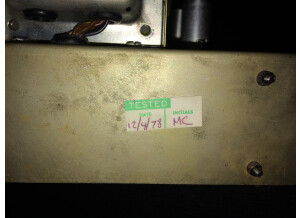 TESTED
DATE INITIALS
12/4/78 MC